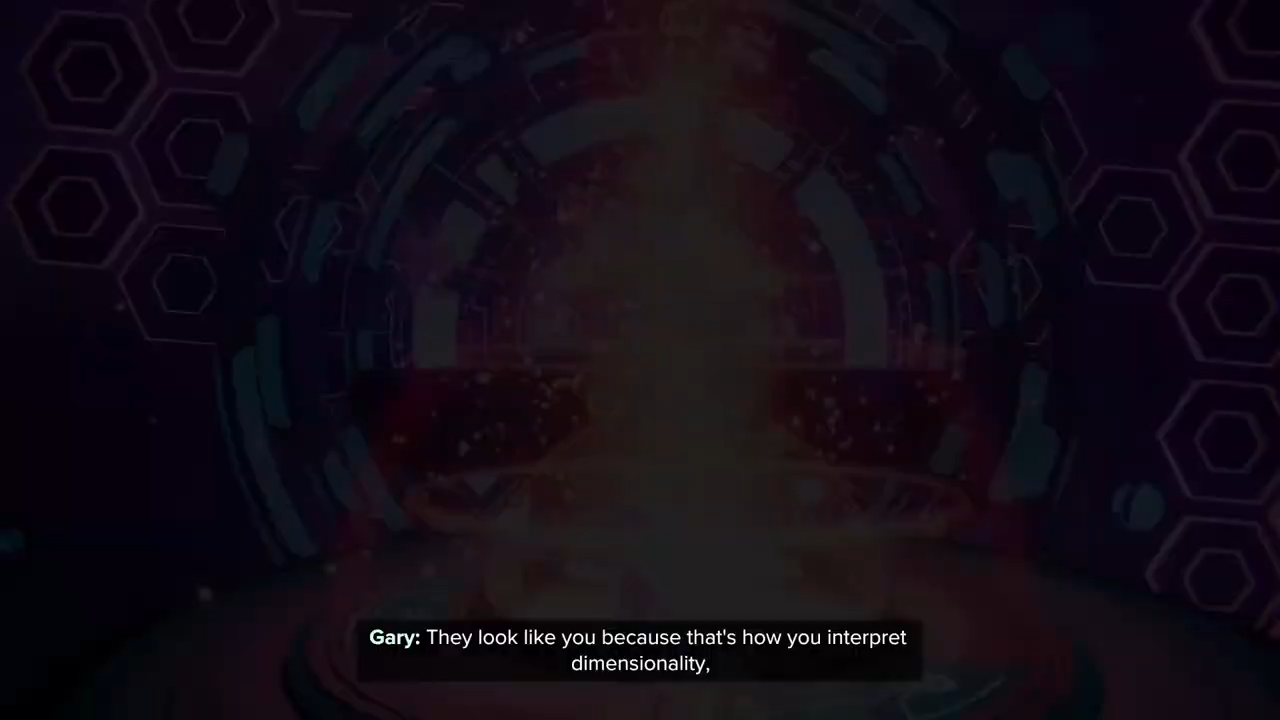 Gary: They look like you because that's how you interpret
dimensionality,